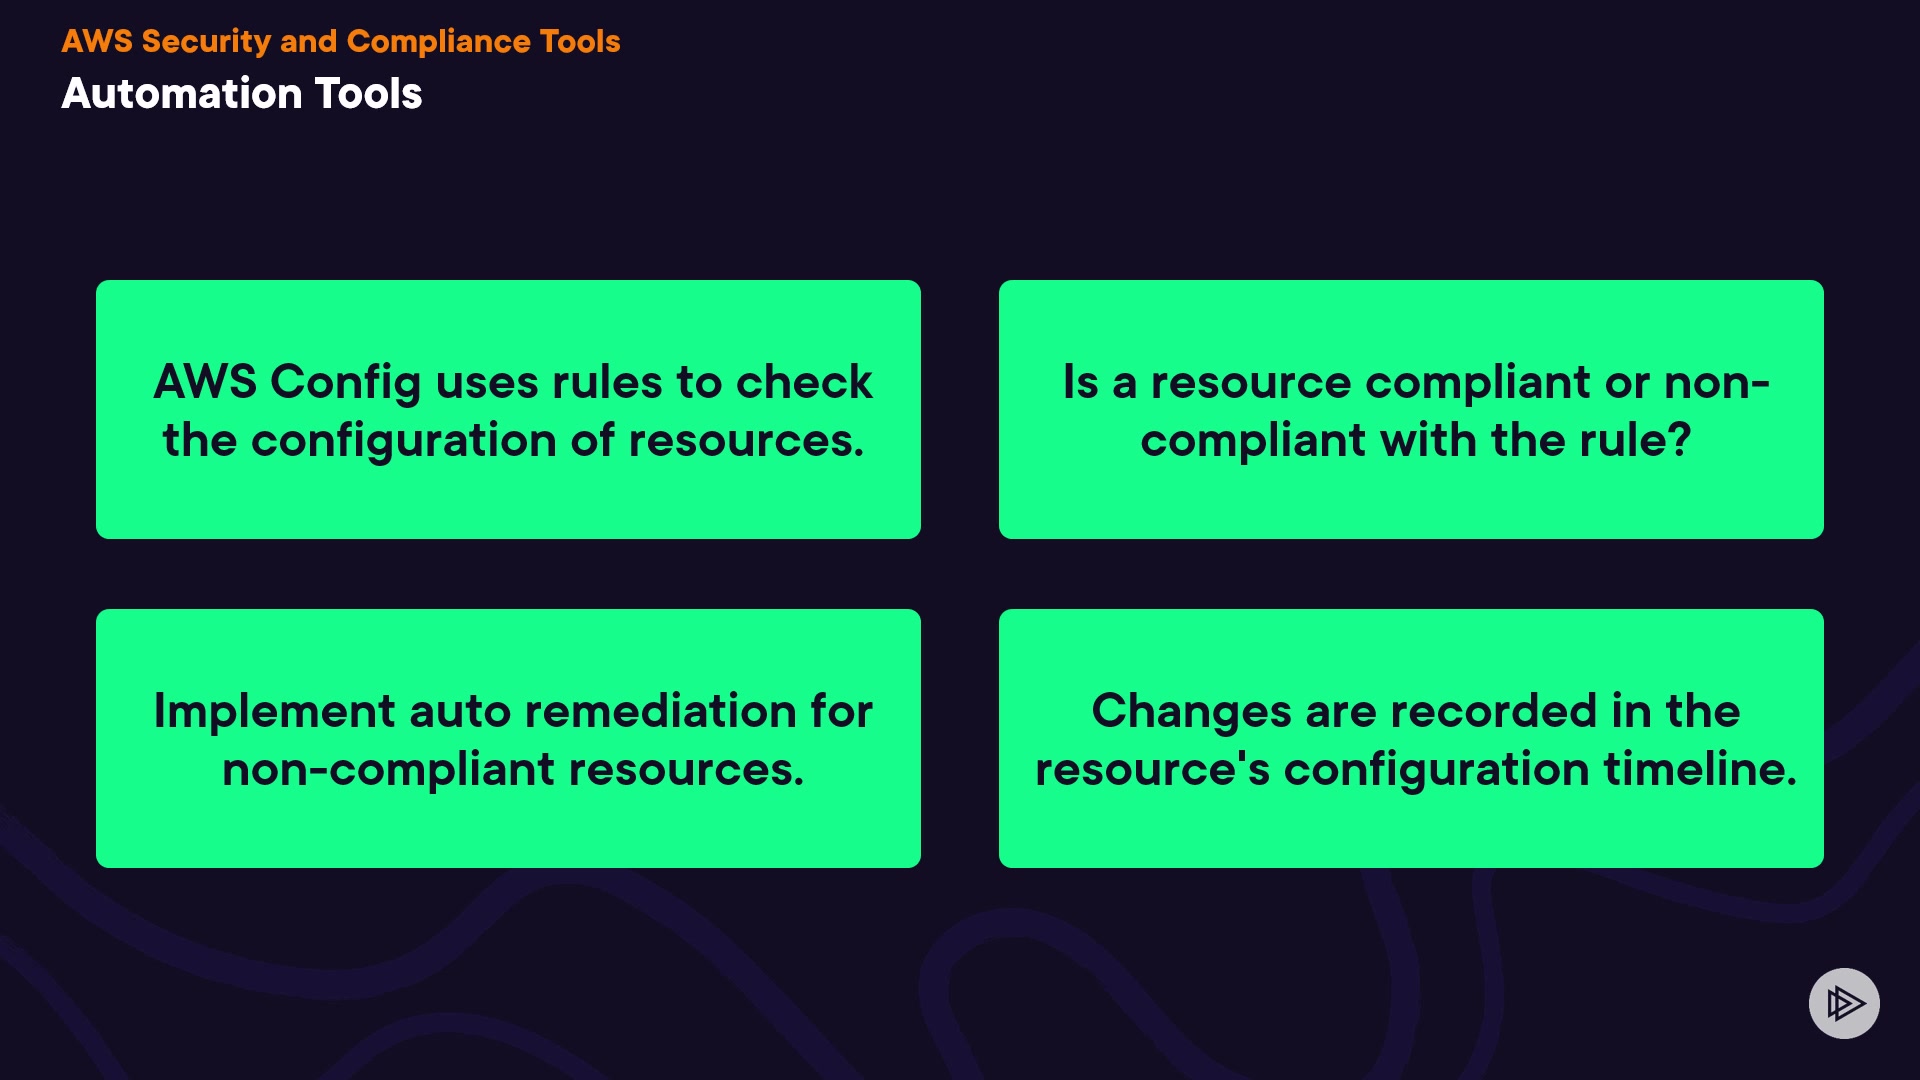 AWS Security and Compliance Tools
Automation Tools
AWS Config uses rules to check
the configuration of resources.
Is a resource compliant or non-
compliant with the rule?
Implement auto remediation for
non-compliant resources.
Changes are recorded in the
resource's configuration timeline.